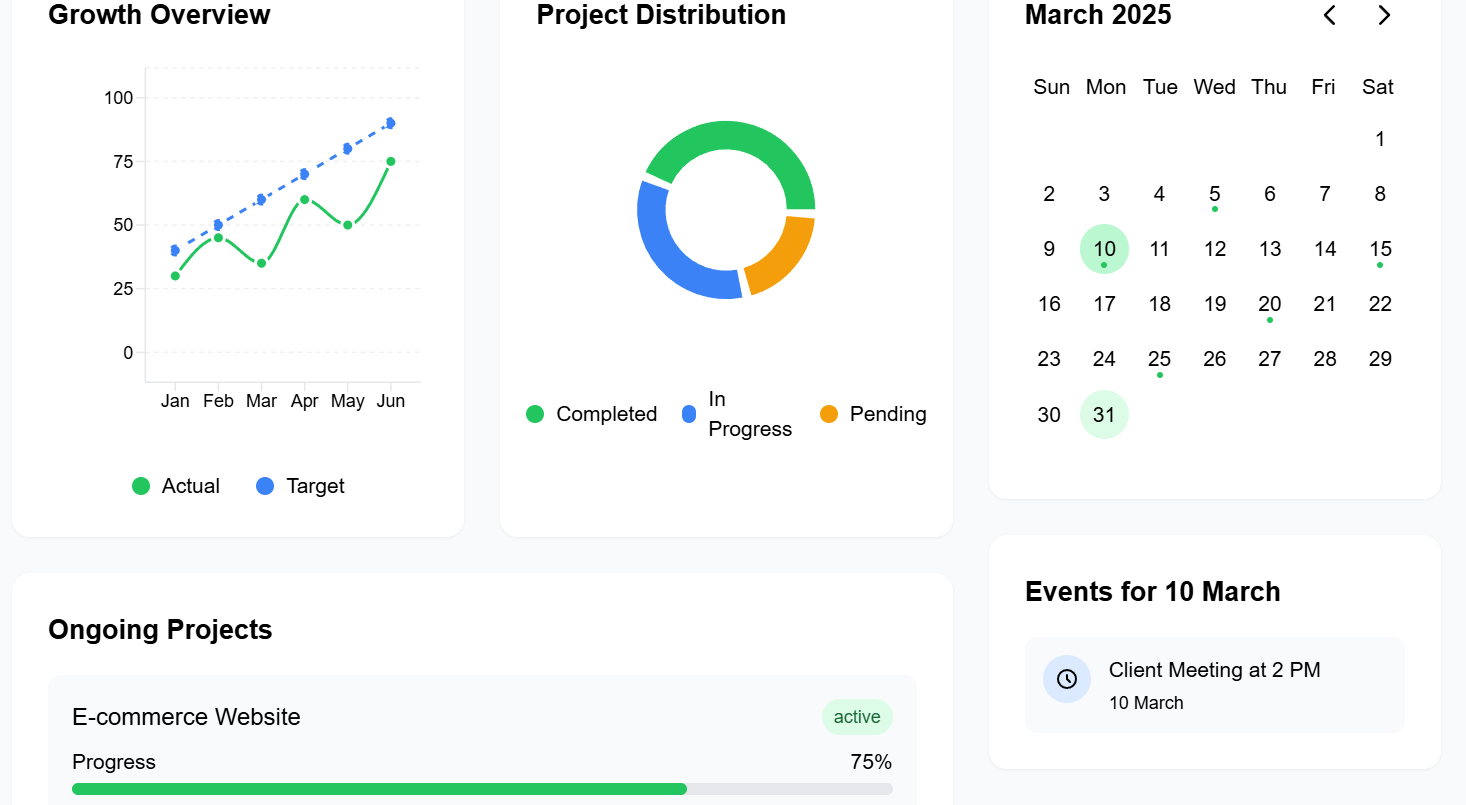 Growth Overview
100
75
50
25
0
Jan Feb Mar Apr May Jun
Actual Target
Project Distribution
Completed
In
Progress
Pending
March 2025
Sun Mon Tue Wed Thu Fri Sat
1
2 3 4 5 6 7 8
9 10 11 12 13 14 15
16 17 18 19 20 21 22
23 24 25 26 27 28 29
30 31
Ongoing Projects
E-commerce Website active
Progress 75%
Events for 10 March
Client Meeting at 2 PM
10 March